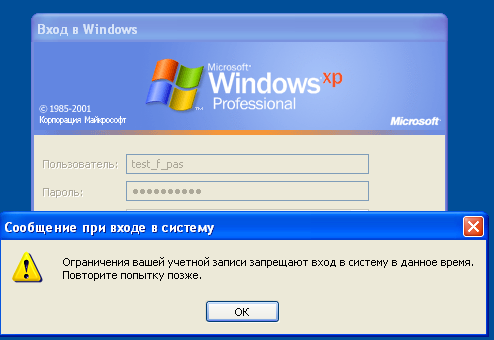 Вход в Windows
Microsoft®
Windows xp
Professional
© 1985-2001
Корпорация Майкрософт
Microsoft®
Пользователь: test_f_pas
Пароль: ●●●●●●●●●●
Сообщение при входе в систему
Ограничения вашей учетной записи запрещают вход в систему в данное время.
Повторите попытку позже.
OK